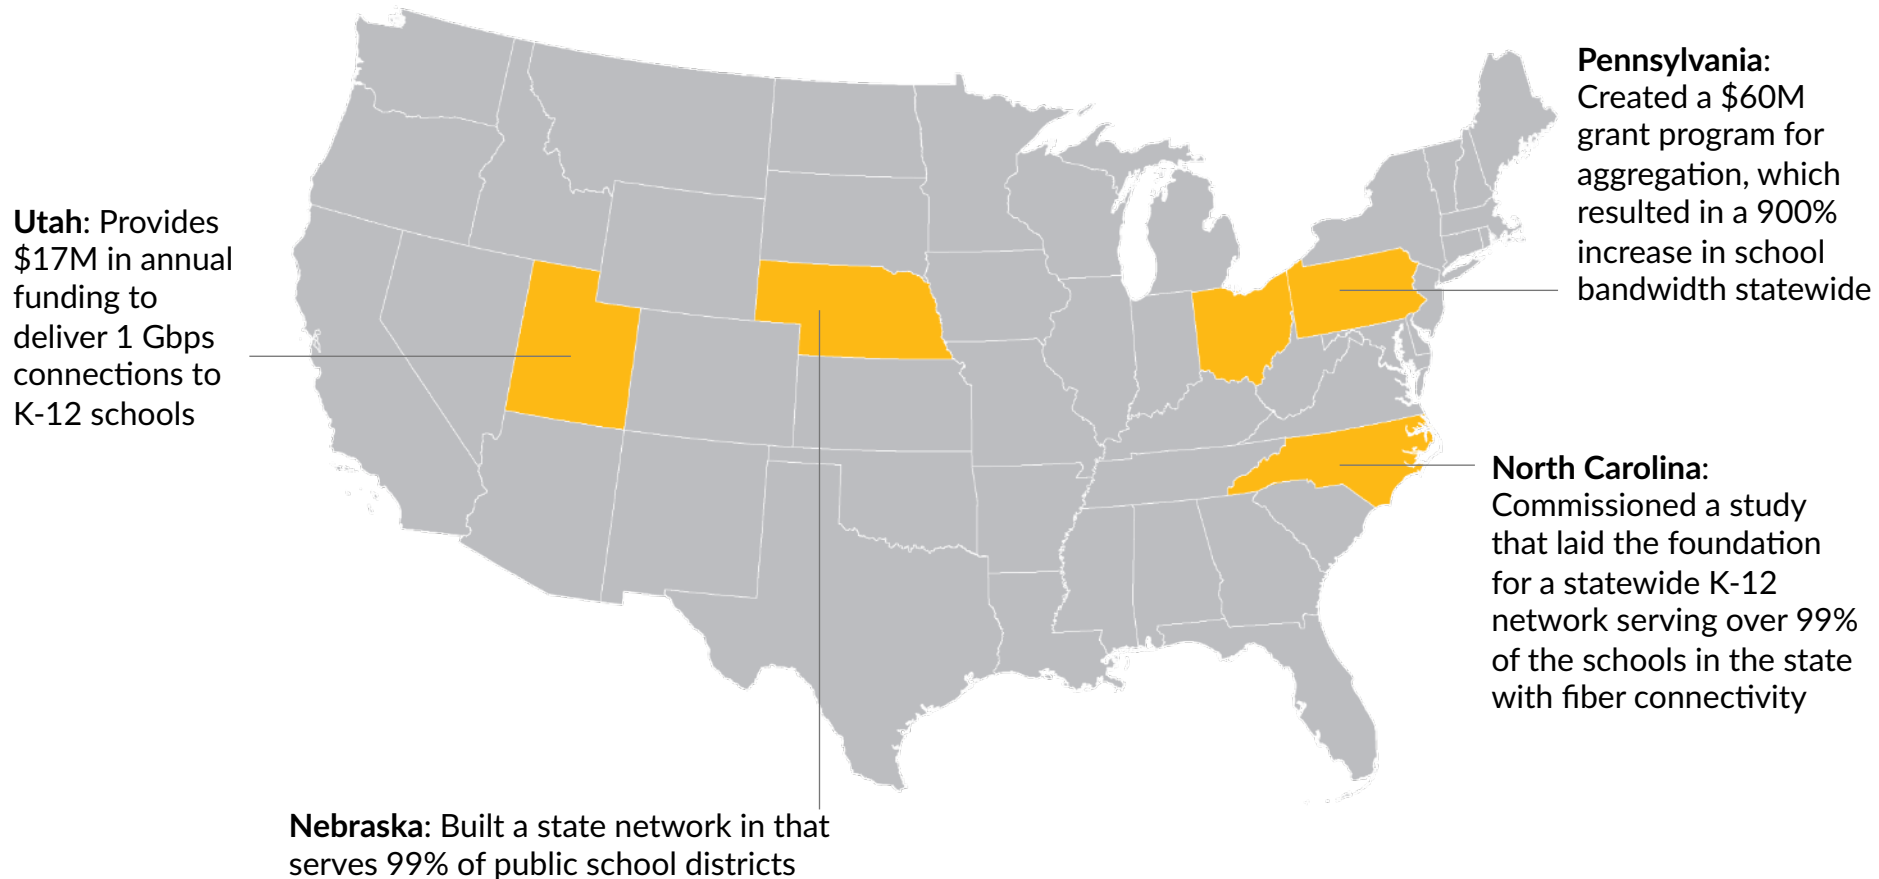 Utah: Provides
$17M in annual
funding to
deliver 1 Gbps
connections to
K-12 schools
Nebraska: Built a state network in that
serves 99% of public school districts
Pennsylvania:
Created a $60M
grant program for
aggregation, which
resulted in a 900%
increase in school
bandwidth statewide
North Carolina:
Commissioned a study
that laid the foundation
for a statewide K-12
network serving over 99%
of the schools in the state
with fiber connectivity